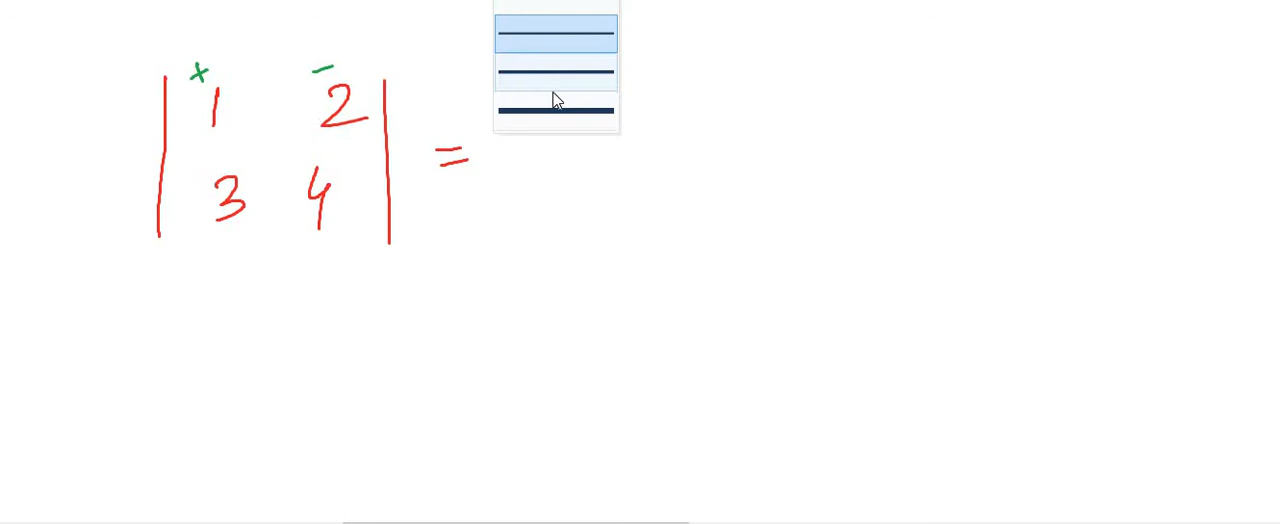 + −
| 1 2 | =
| 3 4 |